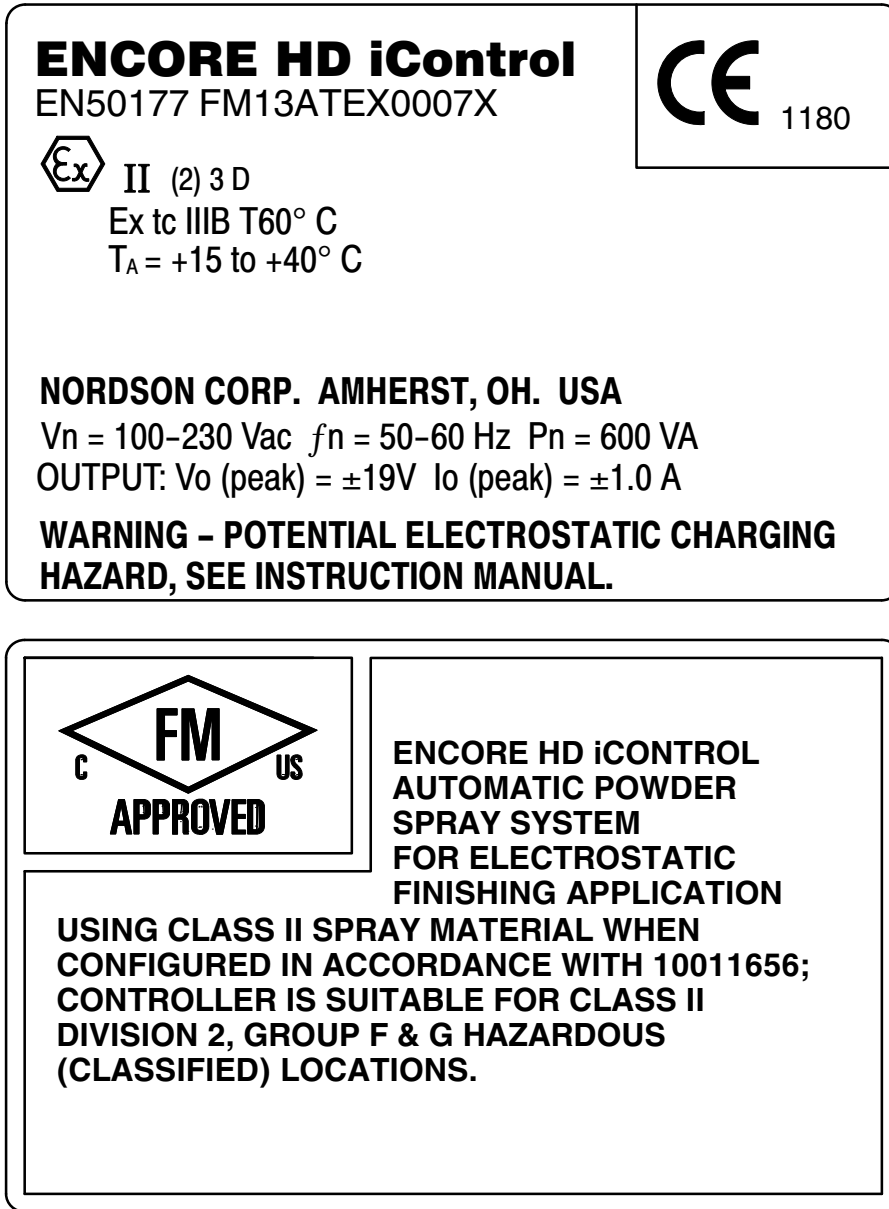 ENCORE HD iControl
EN50177 FM13ATEX0007X
CE 1180
Ex II (2) 3 D
Ex tc IIIB T60° C
TA = +15 to +40° C
NORDSON CORP. AMHERST, OH. USA
Vn = 100-230 Vac fn = 50-60 Hz Pn = 600 VA
OUTPUT: Vo (peak) = ±19V Io (peak) = ±1.0 A
WARNING - POTENTIAL ELECTROSTATIC CHARGING
HAZARD, SEE INSTRUCTION MANUAL.
FM
C US
APPROVED
ENCORE HD iCONTROL
AUTOMATIC POWDER
SPRAY SYSTEM
FOR ELECTROSTATIC
FINISHING APPLICATION
USING CLASS II SPRAY MATERIAL WHEN
CONFIGURED IN ACCORDANCE WITH 10011656;
CONTROLLER IS SUITABLE FOR CLASS II
DIVISION 2, GROUP F & G HAZARDOUS
(CLASSIFIED) LOCATIONS.